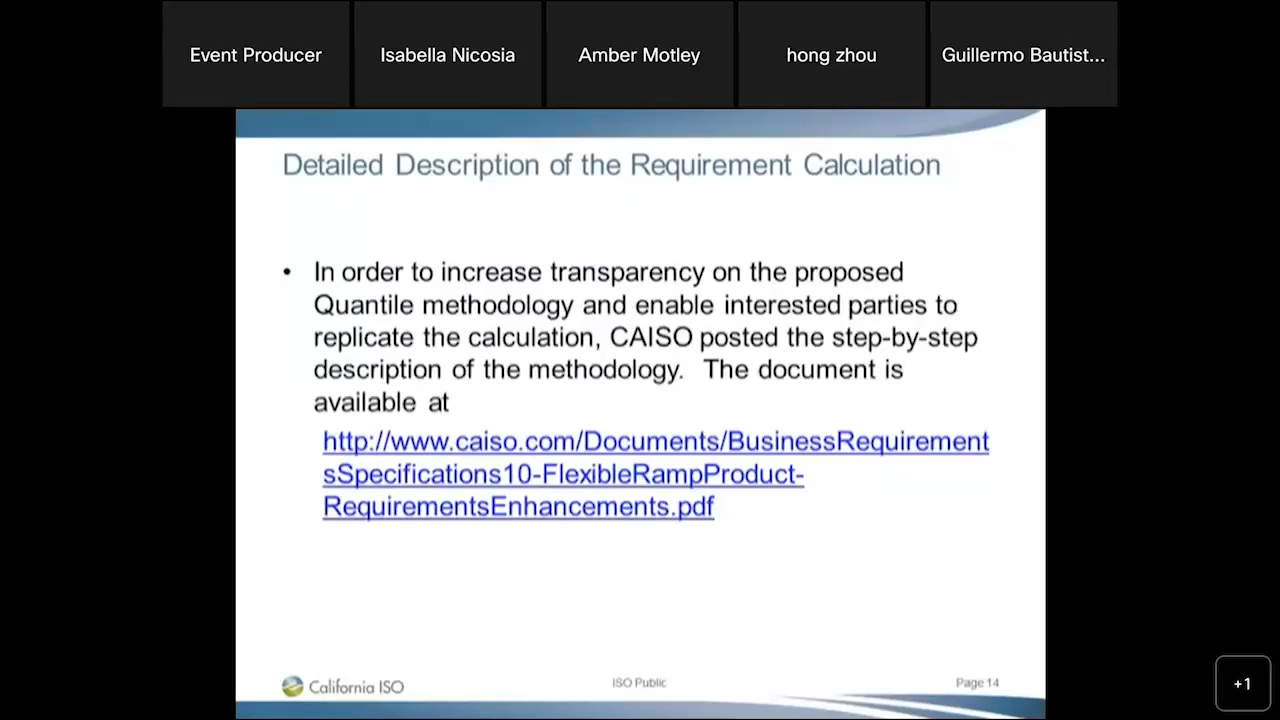 Event Producer
Isabella Nicosia
Amber Motley
hong zhou
Guillermo Bautist...
Detailed Description of the Requirement Calculation
• In order to increase transparency on the proposed
Quantile methodology and enable interested parties to
replicate the calculation, CAISO posted the step-by-step
description of the methodology. The document is
available at
http://www.caiso.com/Documents/BusinessRequirement
sSpecifications10-FlexibleRampProduct-
RequirementsEnhancements.pdf
California ISO
ISO Public
Page 14
+1